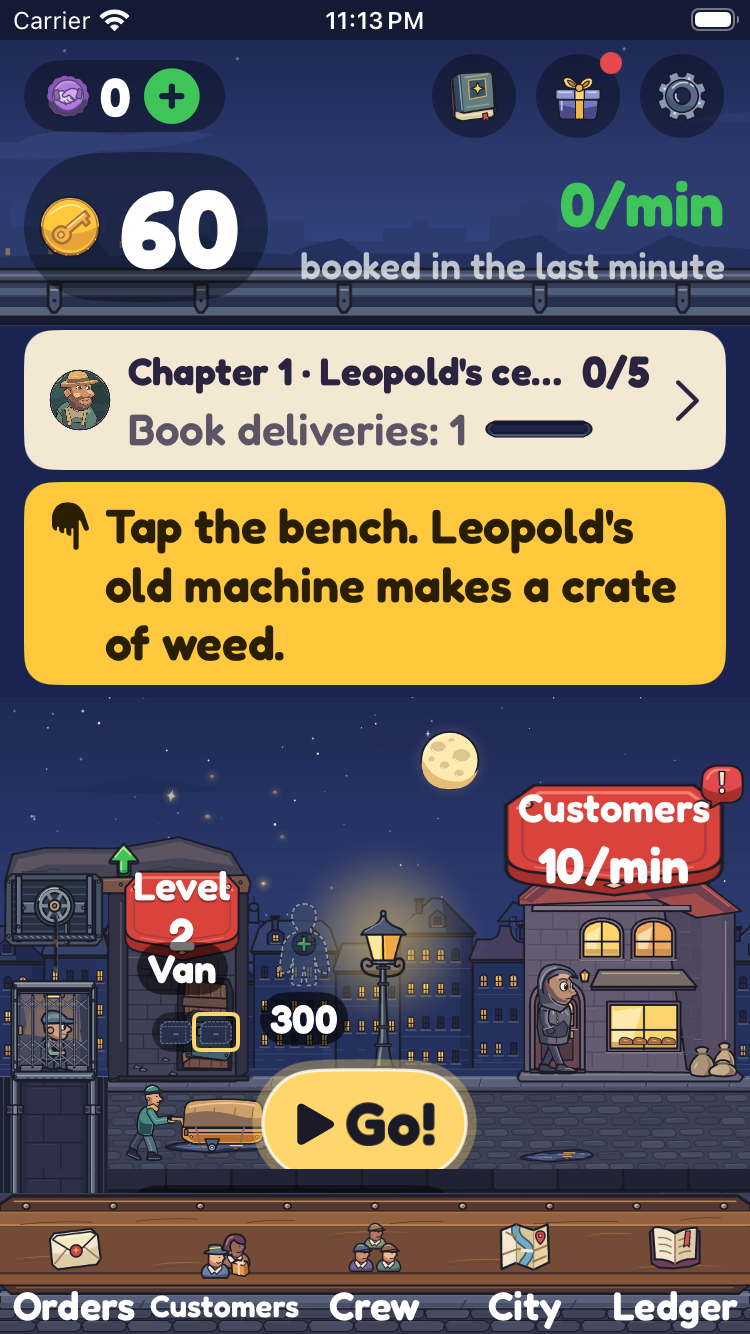 Carrier 11:13 PM
0
60
0/min
booked in the last minute
Chapter 1 · Leopold's ce... 0/5
Book deliveries: 1
Tap the bench. Leopold's
old machine makes a crate
of weed.
Customers
10/min
Level
2
Van
300
Go!
Orders Customers Crew City Ledger